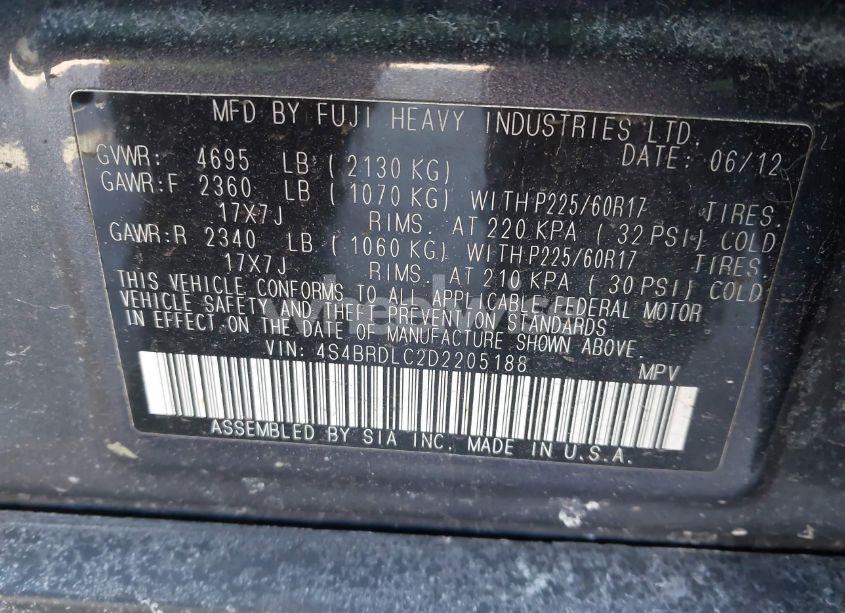 MFD BY FUJI HEAVY INDUSTRIES LTD.
GVWR: 4695 LB ( 2130 KG) DATE: 06/12
GAWR:F 2360 LB ( 1070 KG) WITH P225/60R17 TIRES.
17X7J RIMS. AT 220 KPA ( 32 PSI) COLD
GAWR:R 2340 LB ( 1060 KG) WITH P225/60R17 TIRES.
17X7J RIMS. AT 210 KPA ( 30 PSI) COLD
THIS VEHICLE CONFORMS TO ALL APPLICABLE FEDERAL MOTOR
VEHICLE SAFETY AND THEFT PREVENTION STANDARDS
IN EFFECT ON THE DATE OF MANUFACTURE SHOWN ABOVE.
VIN: 4S4BRDLC2D2205188 MPV
ASSEMBLED BY SIA INC. MADE IN U.S.A.